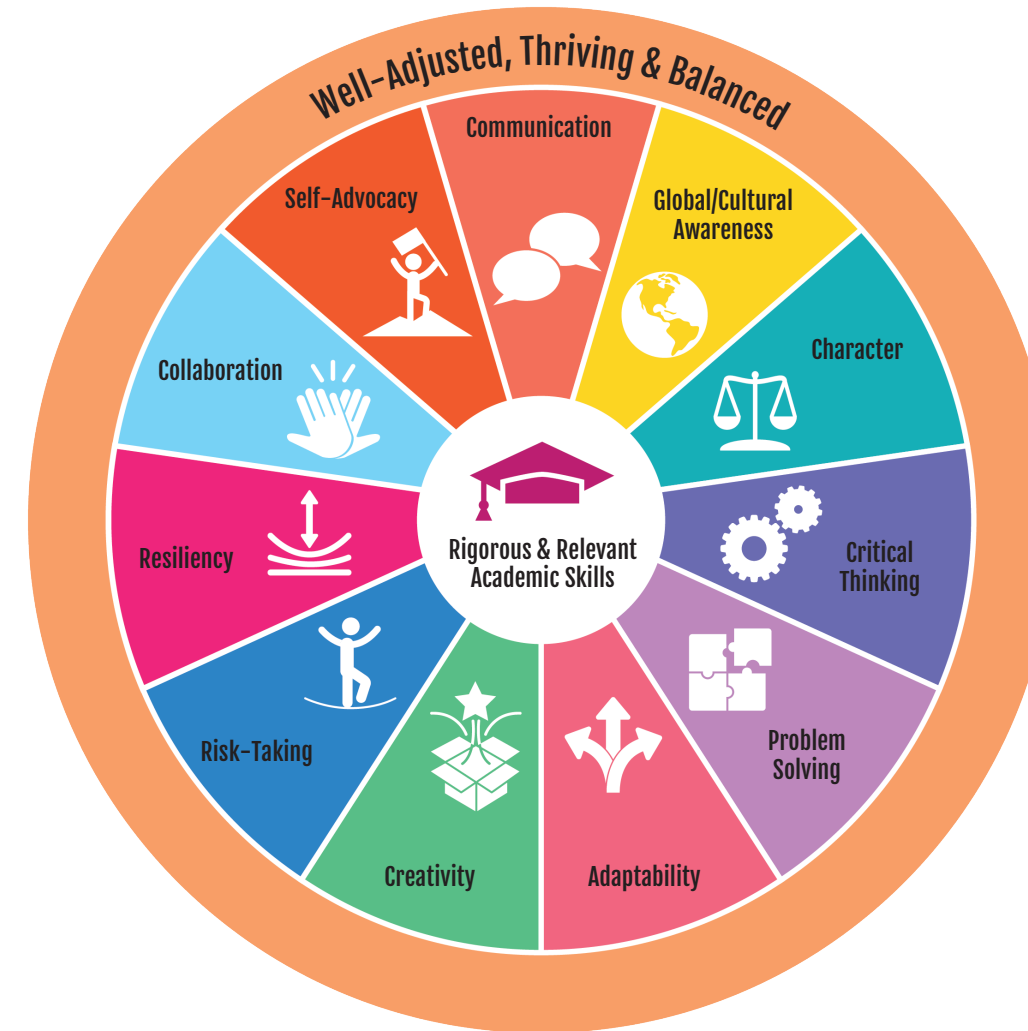 Well-Adjusted, Thriving & Balanced
Communication
Global/Cultural
Awareness
Character
Critical
Thinking
Problem
Solving
Adaptability
Creativity
Risk-Taking
Resiliency
Collaboration
Self-Advocacy
Rigorous & Relevant
Academic Skills